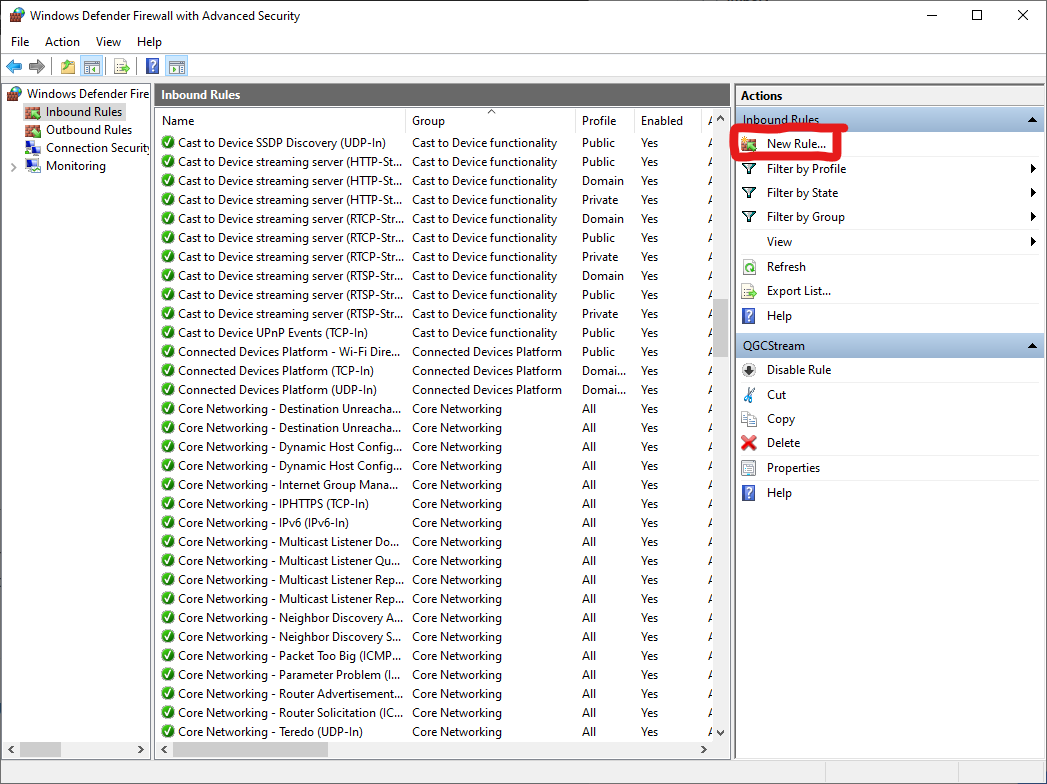 Windows Defender Firewall with Advanced Security
File Action View Help
Windows Defender Fire
Inbound Rules
Outbound Rules
Connection Security
Monitoring
Inbound Rules
Name Group Profile Enabled A
Cast to Device SSDP Discovery (UDP-In) Cast to Device functionality Public Yes A
Cast to Device streaming server (HTTP-St... Cast to Device functionality Public Yes A
Cast to Device streaming server (HTTP-St... Cast to Device functionality Domain Yes A
Cast to Device streaming server (HTTP-St... Cast to Device functionality Private Yes A
Cast to Device streaming server (RTCP-Str... Cast to Device functionality Domain Yes A
Cast to Device streaming server (RTCP-Str... Cast to Device functionality Public Yes A
Cast to Device streaming server (RTCP-Str... Cast to Device functionality Private Yes A
Cast to Device streaming server (RTSP-Str... Cast to Device functionality Domain Yes A
Cast to Device streaming server (RTSP-Str... Cast to Device functionality Public Yes A
Cast to Device streaming server (RTSP-Str... Cast to Device functionality Private Yes A
Cast to Device UPnP Events (TCP-In) Cast to Device functionality Public Yes A
Connected Devices Platform - Wi-Fi Dire... Connected Devices Platform Public Yes A
Connected Devices Platform (TCP-In) Connected Devices Platform Domai... Yes A
Connected Devices Platform (UDP-In) Connected Devices Platform Domai... Yes A
Core Networking - Destination Unreacha... Core Networking All Yes A
Core Networking - Destination Unreacha... Core Networking All Yes A
Core Networking - Dynamic Host Config... Core Networking All Yes A
Core Networking - Dynamic Host Config... Core Networking All Yes A
Core Networking - Internet Group Mana... Core Networking All Yes A
Core Networking - IPHTTPS (TCP-In) Core Networking All Yes A
Core Networking - IPv6 (IPv6-In) Core Networking All Yes A
Core Networking - Multicast Listener Do... Core Networking All Yes A
Core Networking - Multicast Listener Qu... Core Networking All Yes A
Core Networking - Multicast Listener Rep... Core Networking All Yes A
Core Networking - Multicast Listener Rep... Core Networking All Yes A
Core Networking - Neighbor Discovery A... Core Networking All Yes A
Core Networking - Neighbor Discovery S... Core Networking All Yes A
Core Networking - Packet Too Big (ICMP... Core Networking All Yes A
Core Networking - Parameter Problem (I... Core Networking All Yes A
Core Networking - Router Advertisement... Core Networking All Yes A
Core Networking - Router Solicitation (IC... Core Networking All Yes A
Core Networking - Teredo (UDP-In) Core Networking All Yes A
Actions
Inbound Rules
New Rule...
Filter by Profile
Filter by State
Filter by Group
View
Refresh
Export List...
Help
QGCStream
Disable Rule
Cut
Copy
Delete
Properties
Help